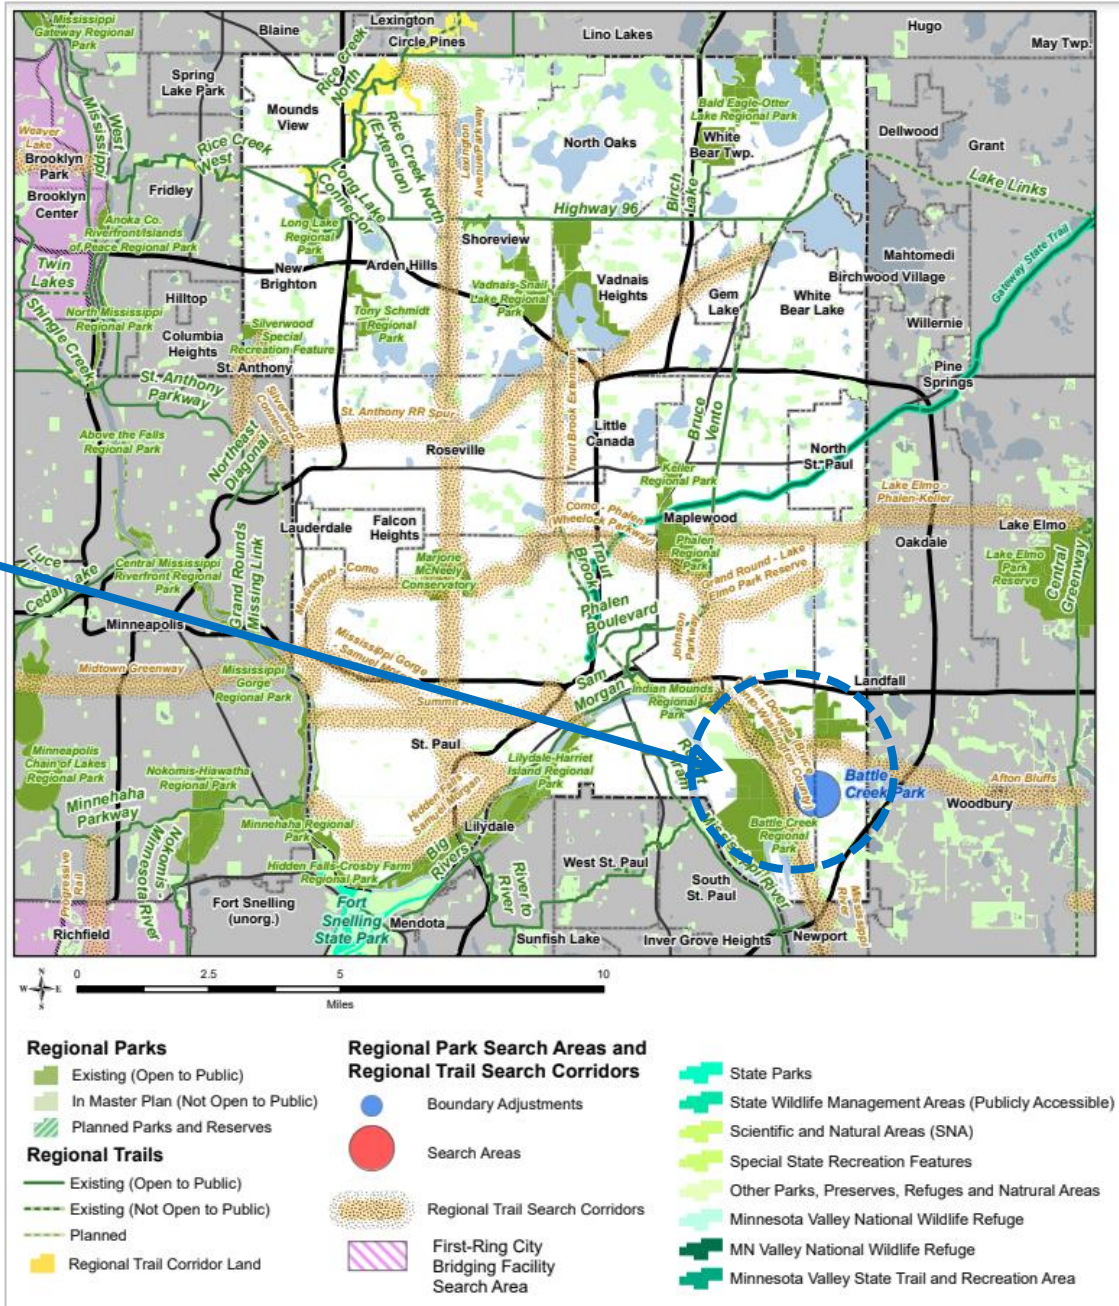 Mississippi
Gateway Regional
Park
Blaine
Lexington
Circle Pines
Lino Lakes
Hugo
May Twp.
Spring
Lake Park
Rice Creek
North
Mounds
View
West
Mississippi
Weaver
Lake
Brooklyn
Park
Rice Creek
West
Rice Creek North
(Extension)
Lexington
Avenue Parkway
North Oaks
Bald Eagle-Otter
Lake Regional Park
White
Bear Twp.
Dellwood
Grant
Lake Links
Brooklyn
Center
Fridley
Long Lake
Connector
Birch
Lake
Highway 96
Anoka Co.
Riverfront/Islands
of Peace Regional Park
Long Lake
Regional
Park
Shoreview
Gateway State Trail
Twin
Lakes
New
Brighton
Arden Hills
Vadnais-Snail
Lake Regional
Park
Vadnais
Heights
Mahtomedi
Birchwood Village
Hilltop
Gem
Lake
White
Bear Lake
Shingle Creek
North Mississippi
Regional Park
Columbia
Heights
Silverwood
Special
Recreation Feature
Tony Schmidt
Regional
Park
Willernie
St. Anthony
Pine
Springs
St. Anthony
Parkway
Silverwood
Connector
St. Anthony RR Spur
Trout Brook Extension
Bruce
Vento
Above the Falls
Regional Park
Northeast
Diagonal
Roseville
Little
Canada
North
St. Paul
Keller
Regional Park
Lake Elmo -
Phalen-Keller
Lauderdale
Falcon
Heights
Como - Phalen
Wheelock Parkway
Maplewood
Lake Elmo
Oakdale
Luce
Cedar Lake
Central Mississippi
Riverfront Regional
Park
Grand Rounds
Missing Link
Mississippi - Como
Marjorie
McNeely
Conservatory
Trout
Brook
Phalen
Regional
Park
Grand Round - Lake
Elmo Park Reserve
Lake Elmo
Park
Reserve
Central
Greenway
Minneapolis
Phalen
Boulevard
Johnson
Parkway
Midtown Greenway
Mississippi
Gorge
Regional Park
Mississippi Gorge
Sam
Morgan
Indian Mounds
Regional
Park
Landfall
St. Paul
Minneapolis
Chain of Lakes
Regional Park
Nokomis-Hiawatha
Regional Park
Lilydale-Harriet
Island Regional
Park
Battle
Creek Park
Afton Bluffs
Woodbury
Minnehaha
Parkway
Minnehaha Regional
Park
Hidden Falls -
Samuel Morgan
Lilydale
Battle Creek
Regional
Park
Nokomis-
Minnesota River
Hidden Falls-Crosby Farm
Regional Park
Big
Rivers
West St. Paul
Mississippi River
Progressive
Rail
Fort Snelling
(unorg.)
Fort
Snelling
State Park
River to
River
South
St. Paul
Mississippi
River
Richfield
Mendota
Sunfish Lake
Inver Grove Heights
Newport
N
W E
S
0 2.5 5 10
Miles
Regional Parks
Existing (Open to Public)
In Master Plan (Not Open to Public)
Planned Parks and Reserves
Regional Trails
Existing (Open to Public)
Existing (Not Open to Public)
Planned
Regional Trail Corridor Land
Regional Park Search Areas and
Regional Trail Search Corridors
Boundary Adjustments
Search Areas
Regional Trail Search Corridors
First-Ring City
Bridging Facility
Search Area
State Parks
State Wildlife Management Areas (Publicly Accessible)
Scientific and Natural Areas (SNA)
Special State Recreation Features
Other Parks, Preserves, Refuges and Natrural Areas
Minnesota Valley National Wildlife Refuge
MN Valley National Wildlife Refuge
Minnesota Valley State Trail and Recreation Area